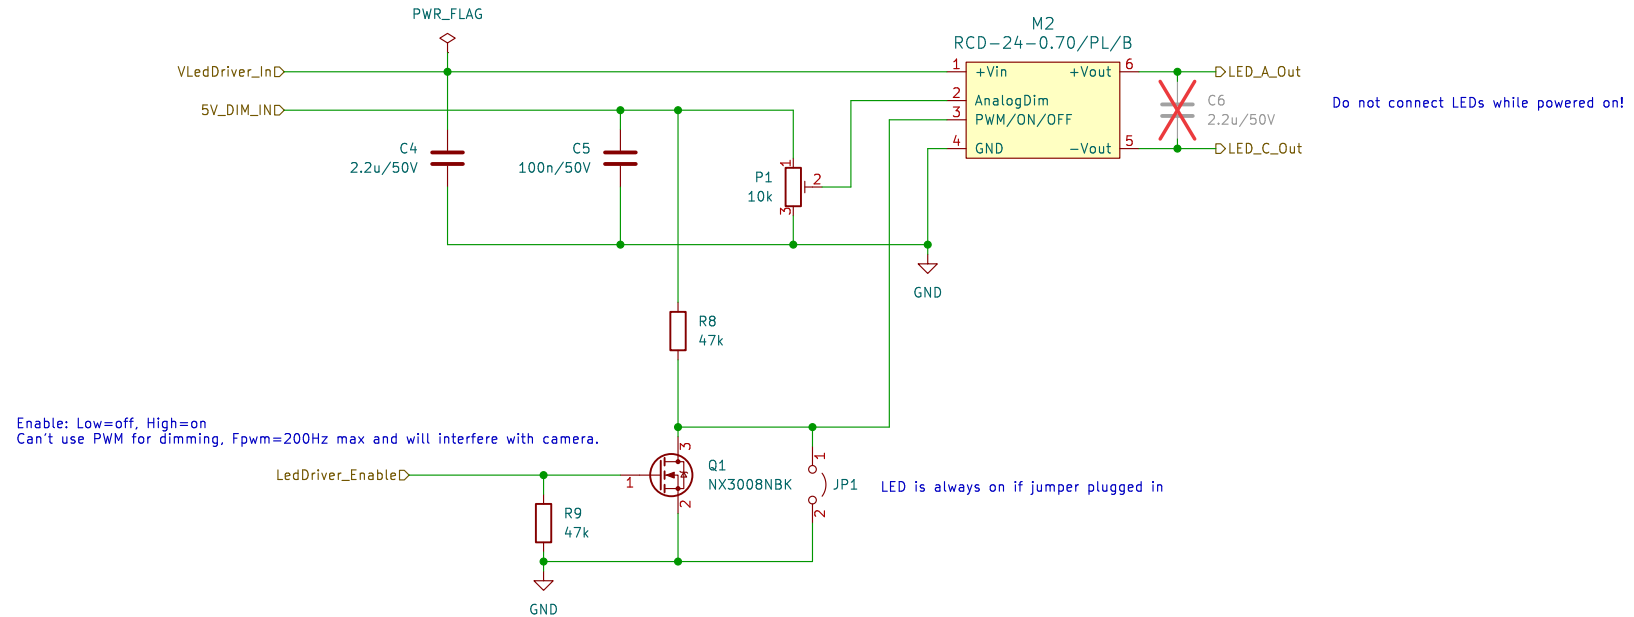 PWR_FLAG
M2
RCD-24-0.70/PL/B
VLedDriver_In
1
+Vin
+Vout
6
LED_A_Out
5V_DIM_IN
2
AnalogDim
3
PWM/ON/OFF
4
GND
-Vout
5
LED_C_Out
C6
2.2u/50V
Do not connect LEDs while powered on!
C4
2.2u/50V
C5
100n/50V
P1
10k
1
2
3
GND
R8
47k
Enable: Low=off, High=on
Can't use PWM for dimming, Fpwm=200Hz max and will interfere with camera.
LedDriver_Enable
1
3
2
Q1
NX3008NBK
1
2
JP1
LED is always on if jumper plugged in
R9
47k
GND